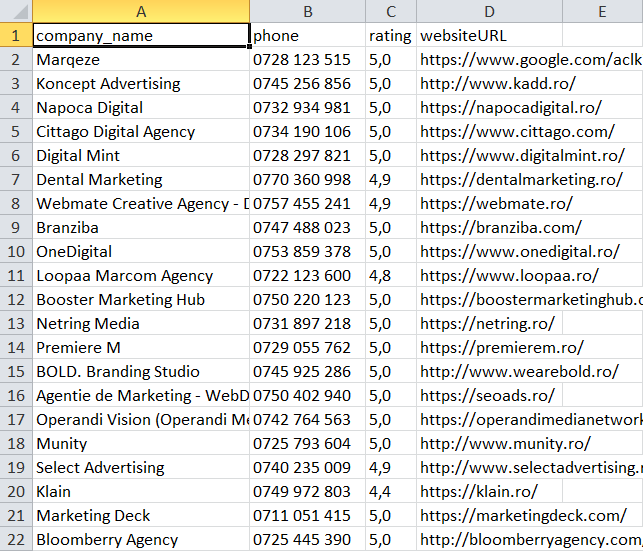 A B C D E
1 company_name phone rating websiteURL
2 Marqeze 0728 123 515 5,0 https://www.google.com/aclk
3 Koncept Advertising 0745 256 856 5,0 http://www.kadd.ro/
4 Napoca Digital 0732 934 981 5,0 https://napocadigital.ro/
5 Cittago Digital Agency 0734 190 106 5,0 https://www.cittago.com/
6 Digital Mint 0728 297 821 5,0 https://www.digitalmint.ro/
7 Dental Marketing 0770 360 998 4,9 https://dentalmarketing.ro/
8 Webmate Creative Agency - D 0757 455 241 4,9 https://webmate.ro/
9 Branziba 0747 488 023 5,0 https://branziba.com/
10 OneDigital 0753 859 378 5,0 https://www.onedigital.ro/
11 Loopaa Marcom Agency 0722 123 600 4,8 https://www.loopaa.ro/
12 Booster Marketing Hub 0750 220 123 5,0 https://boostermarketinghub.c
13 Netring Media 0731 897 218 5,0 https://netring.ro/
14 Premiere M 0729 055 762 5,0 https://premierem.ro/
15 BOLD. Branding Studio 0745 925 286 5,0 http://www.wearebold.ro/
16 Agentie de Marketing - WebD 0750 402 940 5,0 https://seoads.ro/
17 Operandi Vision (Operandi Me 0742 764 563 5,0 https://operandimedianetwork
18 Munity 0725 793 604 5,0 http://www.munity.ro/
19 Select Advertising 0740 235 009 4,9 http://www.selectadvertising.r
20 Klain 0749 972 803 4,4 https://klain.ro/
21 Marketing Deck 0711 051 415 5,0 https://marketingdeck.com/
22 Bloomberry Agency 0725 445 390 5,0 http://bloomberryagency.com/